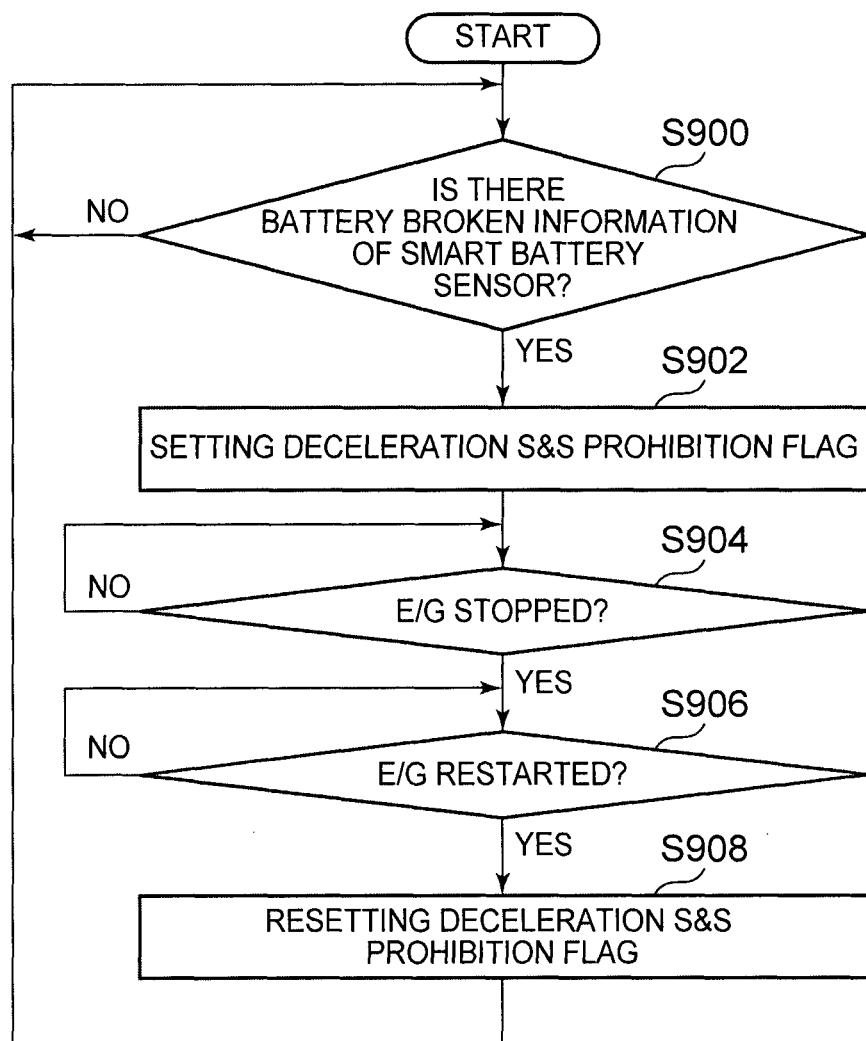 START
S900
IS THERE
BATTERY BROKEN INFORMATION
OF SMART BATTERY
SENSOR?
NO
YES
S902
SETTING DECELERATION S&S PROHIBITION FLAG
S904
E/G STOPPED?
NO
YES
S906
E/G RESTARTED?
NO
YES
S908
RESETTING DECELERATION S&S
PROHIBITION FLAG